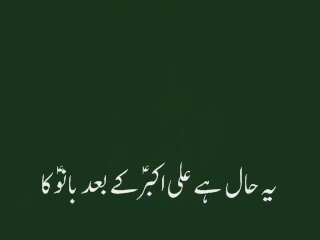 یہ حال ہے علی اکبرؑ کے بعد بانوؑ کا